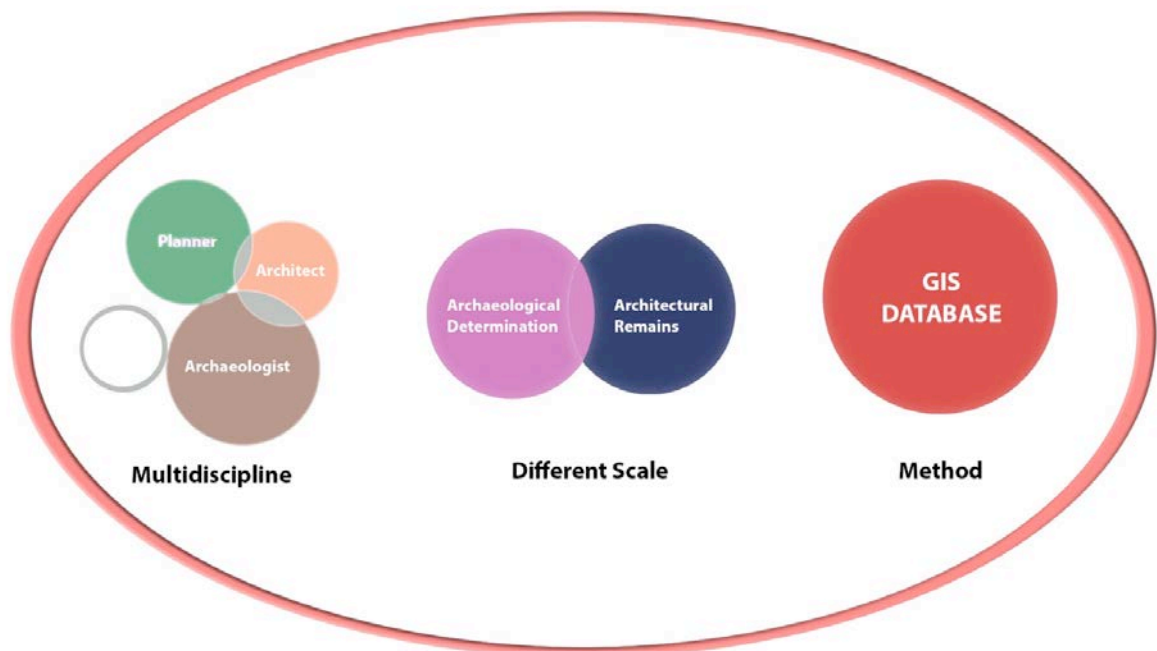 Planner
Architect
Archaeologist
Multidiscipline
Archaeological
Determination
Architectural
Remains
Different Scale
GIS
DATABASE
Method